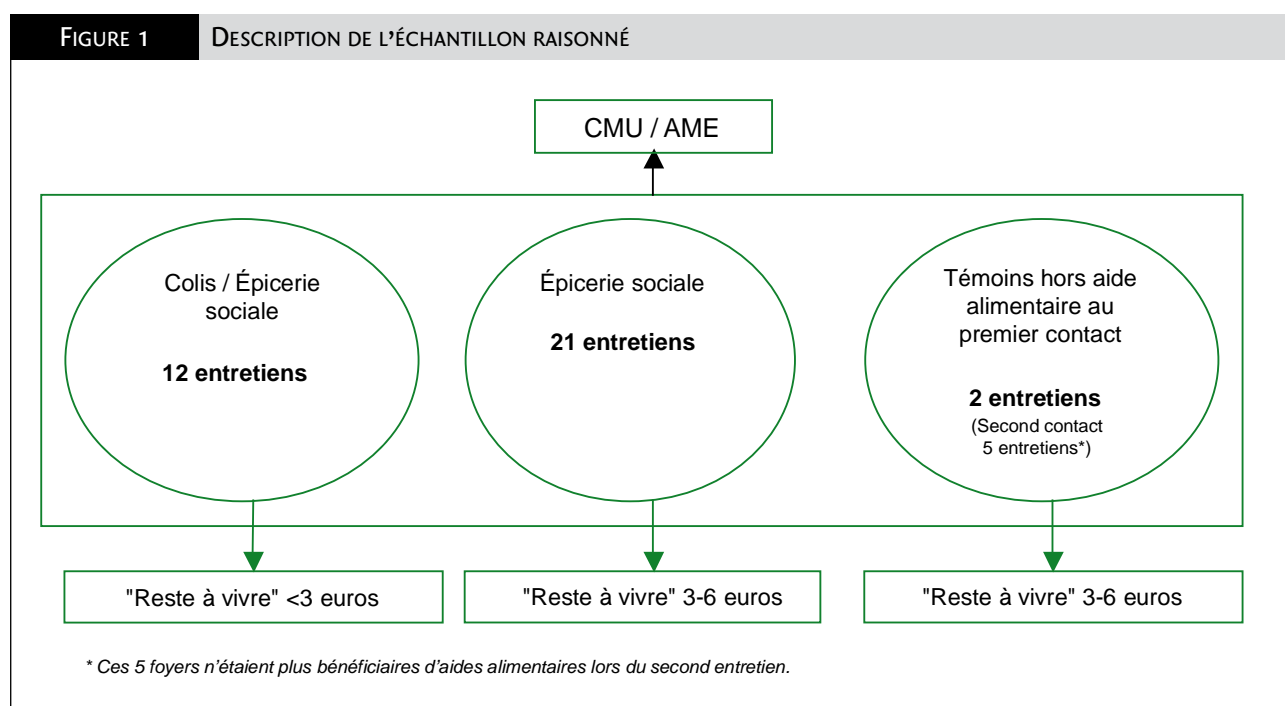 FIGURE 1 DESCRIPTION DE L'ÉCHANTILLON RAISONNÉ
CMU / AME
Colis / Épicerie
sociale
12 entretiens
Épicerie sociale
21 entretiens
Témoins hors aide
alimentaire au
premier contact
2 entretiens
(Second contact
5 entretiens*)
"Reste à vivre" <3 euros
"Reste à vivre" 3-6 euros
"Reste à vivre" 3-6 euros
* Ces 5 foyers n'étaient plus bénéficiaires d'aides alimentaires lors du second entretien.